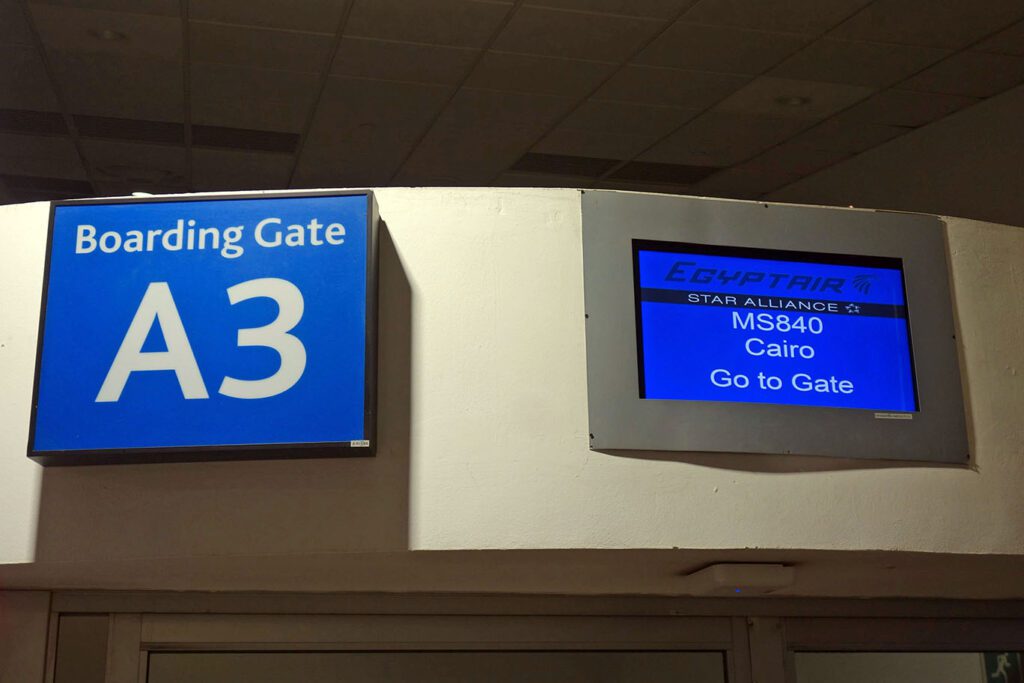 Boarding Gate
A3
EGYPTAIR
STAR ALLIANCE
MS840
Cairo
Go to Gate